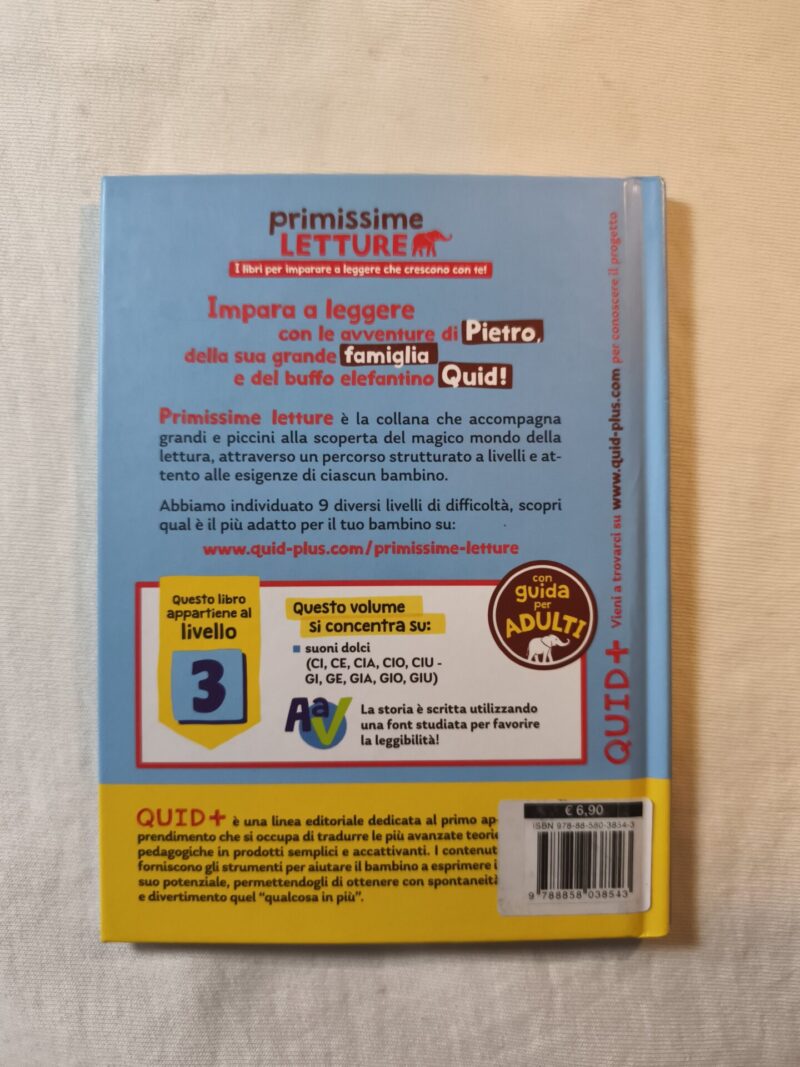 primissime
LETTURE
I libri per imparare a leggere che crescono con te!
Impara a leggere
con le avventure di Pietro,
della sua grande famiglia
e del buffo elefantino Quid!
Primissime letture è la collana che accompagna
grandi e piccini alla scoperta del magico mondo della
lettura, attraverso un percorso strutturato a livelli e at-
tento alle esigenze di ciascun bambino.
Abbiamo individuato 9 diversi livelli di difficoltà, scopri
qual è il più adatto per il tuo bambino su:
www.quid-plus.com/primissime-letture
Questo libro
appartiene al
livello
3
Questo volume
si concentra su:
suoni dolci
(CI, CE, CIA, CIO, CIU -
GI, GE, GIA, GIO, GIU)
Aa
La storia è scritta utilizzando
una font studiata per favorire
la leggibilità!
con
guida
per
ADULTI
QUID+ Vieni a trovarci su www.quid-plus.com per conoscere il progetto
QUID+ è una linea editoriale dedicata al primo ap-
prendimento che si occupa di tradurre le più avanzate teorie
pedagogiche in prodotti semplici e accattivanti. I contenut
forniscono gli strumenti per aiutare il bambino a esprimere i
suo potenziale, permettendogli di ottenere con spontaneità
e divertimento quel “qualcosa in più”.
€ 6,90
ISBN 978-88-580-3854-3
9 788858 038543